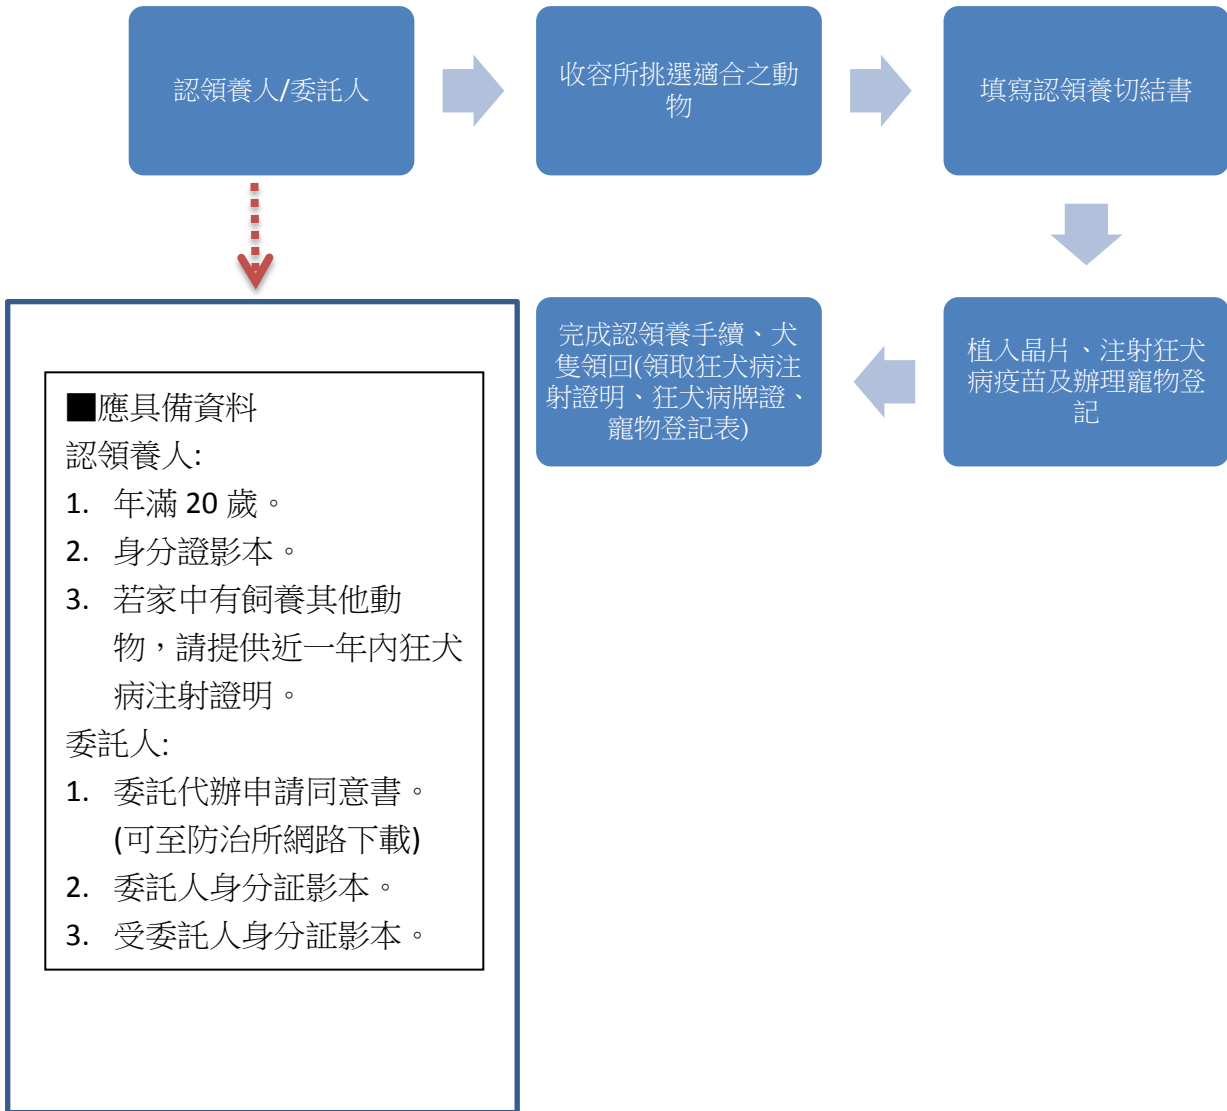 認領養人/委託人
收容所挑選適合之動
物
填寫認領養切結書
植入晶片、注射狂犬
病疫苗及辦理寵物登
記
完成認領養手續、犬
隻領回(領取狂犬病注
射證明、狂犬病牌證、
寵物登記表)
■應具備資料
認領養人:
1. 年滿 20 歲。
2. 身分證影本。
3. 若家中有飼養其他動
物，請提供近一年內狂犬
病注射證明。
委託人:
1. 委託代辦申請同意書。
(可至防治所網路下載)
2. 委託人身分証影本。
3. 受委託人身分証影本。